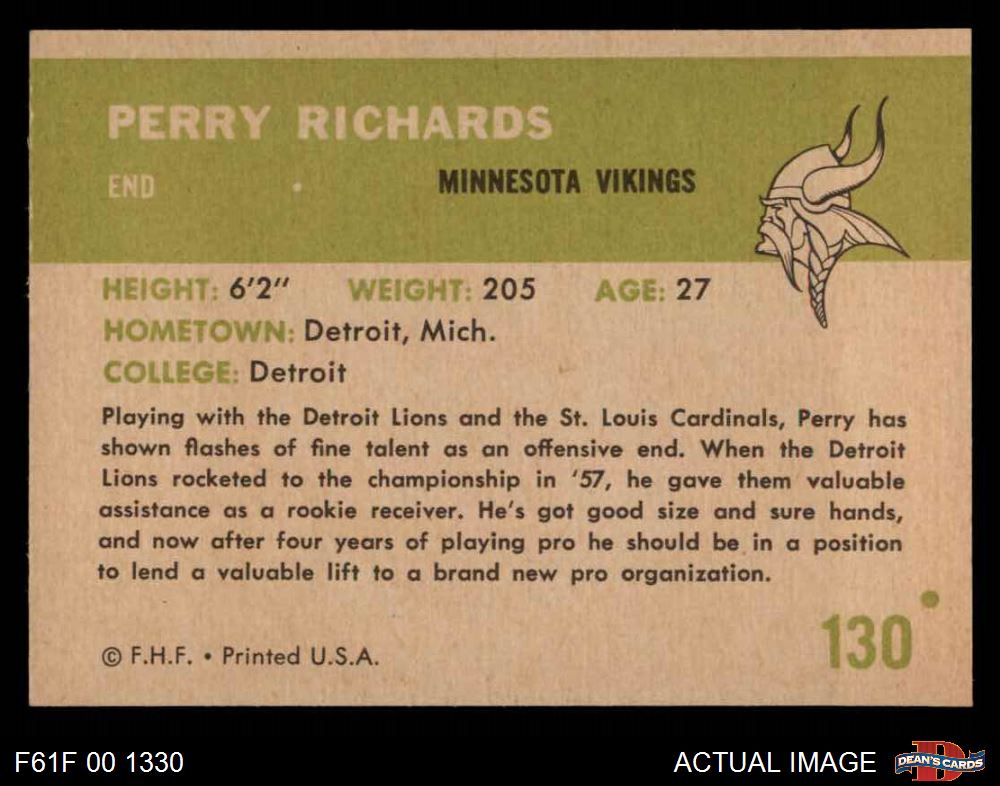 PERRY RICHARDS
END
MINNESOTA VIKINGS
HEIGHT: 6'2" WEIGHT: 205 AGE: 27
HOMETOWN: Detroit, Mich.
COLLEGE: Detroit
Playing with the Detroit Lions and the St. Louis Cardinals, Perry has
shown flashes of fine talent as an offensive end. When the Detroit
Lions rocketed to the championship in '57, he gave them valuable
assistance as a rookie receiver. He's got good size and sure hands,
and now after four years of playing pro he should be in a position
to lend a valuable lift to a brand new pro organization.
© F.H.F. • Printed U.S.A.
130
F61F 00 1330
ACTUAL IMAGE
D
DEAN'S CARDS